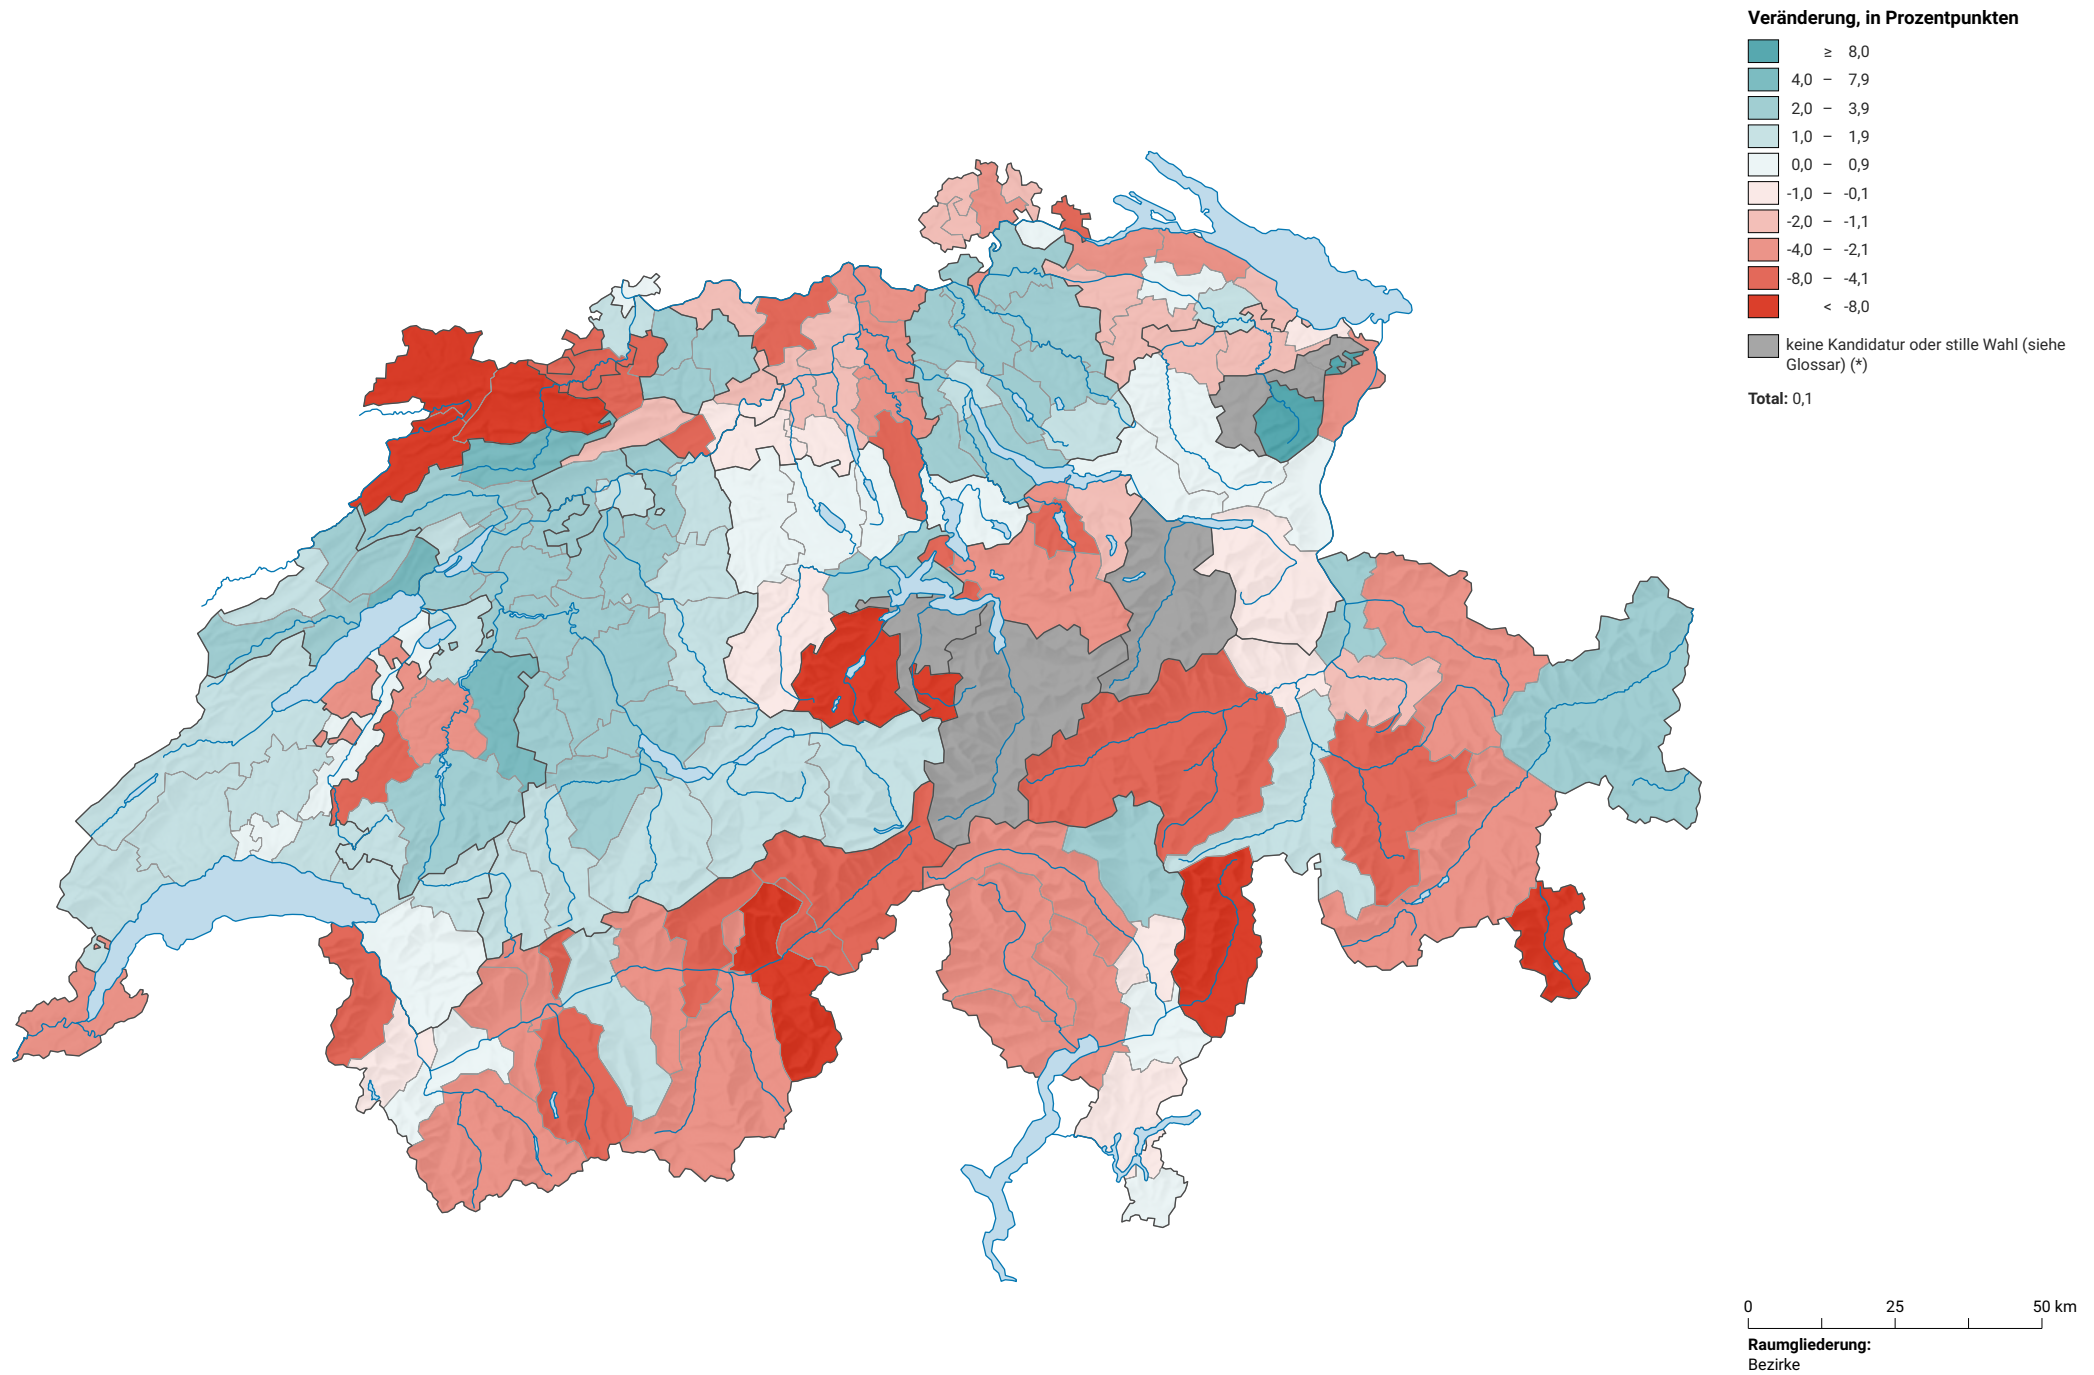 Veränderung, in Prozentpunkten
≥ 8,0
4,0 – 7,9
2,0 – 3,9
1,0 – 1,9
0,0 – 0,9
-1,0 – -0,1
-2,0 – -1,1
-4,0 – -2,1
-8,0 – -4,1
< -8,0
keine Kandidatur oder stille Wahl (siehe
Glossar) (*)
Total: 0,1
0 25 50 km
Raumgliederung:
Bezirke